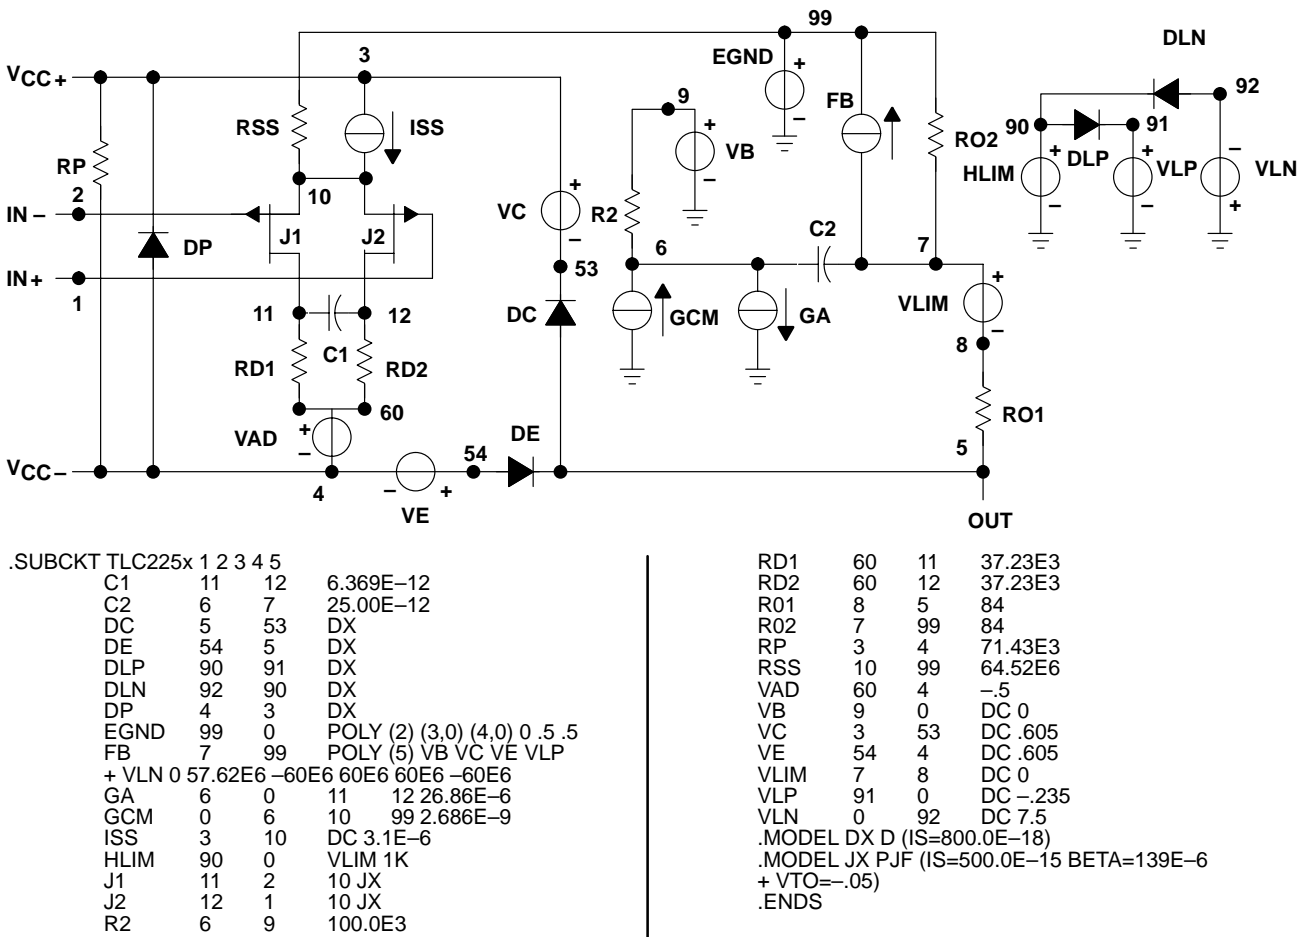 99
DLN
3
EGND
+
VCC+
9
FB
92
RSS
ISS
+
VB
–
RO2
90
91
–
RP
DLP
HLIM
+
–
+
VLP
–
VLN
+
2
10
+
VC
–
R2
IN –
J1
J2
C2
DP
6
7
IN+
53
+
VLIM
–
1
DC
GCM
GA
11
12
8
C1
RD1
RD2
RO1
60
VAD
+
–
DE
54
5
VCC–
4
–
+
VE
OUT
.SUBCKT TLC225x 1 2 3 4 5
C1 11 12 6.369E–12
C2 6 7 25.00E–12
DC 5 53 DX
DE 54 5 DX
DLP 90 91 DX
DLN 92 90 DX
DP 4 3 DX
EGND 99 0 POLY (2) (3,0) (4,0) 0 .5 .5
FB 7 99 POLY (5) VB VC VE VLP
+ VLN 0 57.62E6 –60E6 60E6 60E6 –60E6
GA 6 0 11 12 26.86E–6
GCM 0 6 10 99 2.686E–9
ISS 3 10 DC 3.1E–6
HLIM 90 0 VLIM 1K
J1 11 2 10 JX
J2 12 1 10 JX
R2 6 9 100.0E3
RD1 60 11 37.23E3
RD2 60 12 37.23E3
R01 8 5 84
R02 7 99 84
RP 3 4 71.43E3
RSS 10 99 64.52E6
VAD 60 4 –.5
VB 9 0 DC 0
VC 3 53 DC .605
VE 54 4 DC .605
VLIM 7 8 DC 0
VLP 91 0 DC –.235
VLN 0 92 DC 7.5
.MODEL DX D (IS=800.0E–18)
.MODEL JX PJF (IS=500.0E–15 BETA=139E–6
+ VTO=–.05)
.ENDS